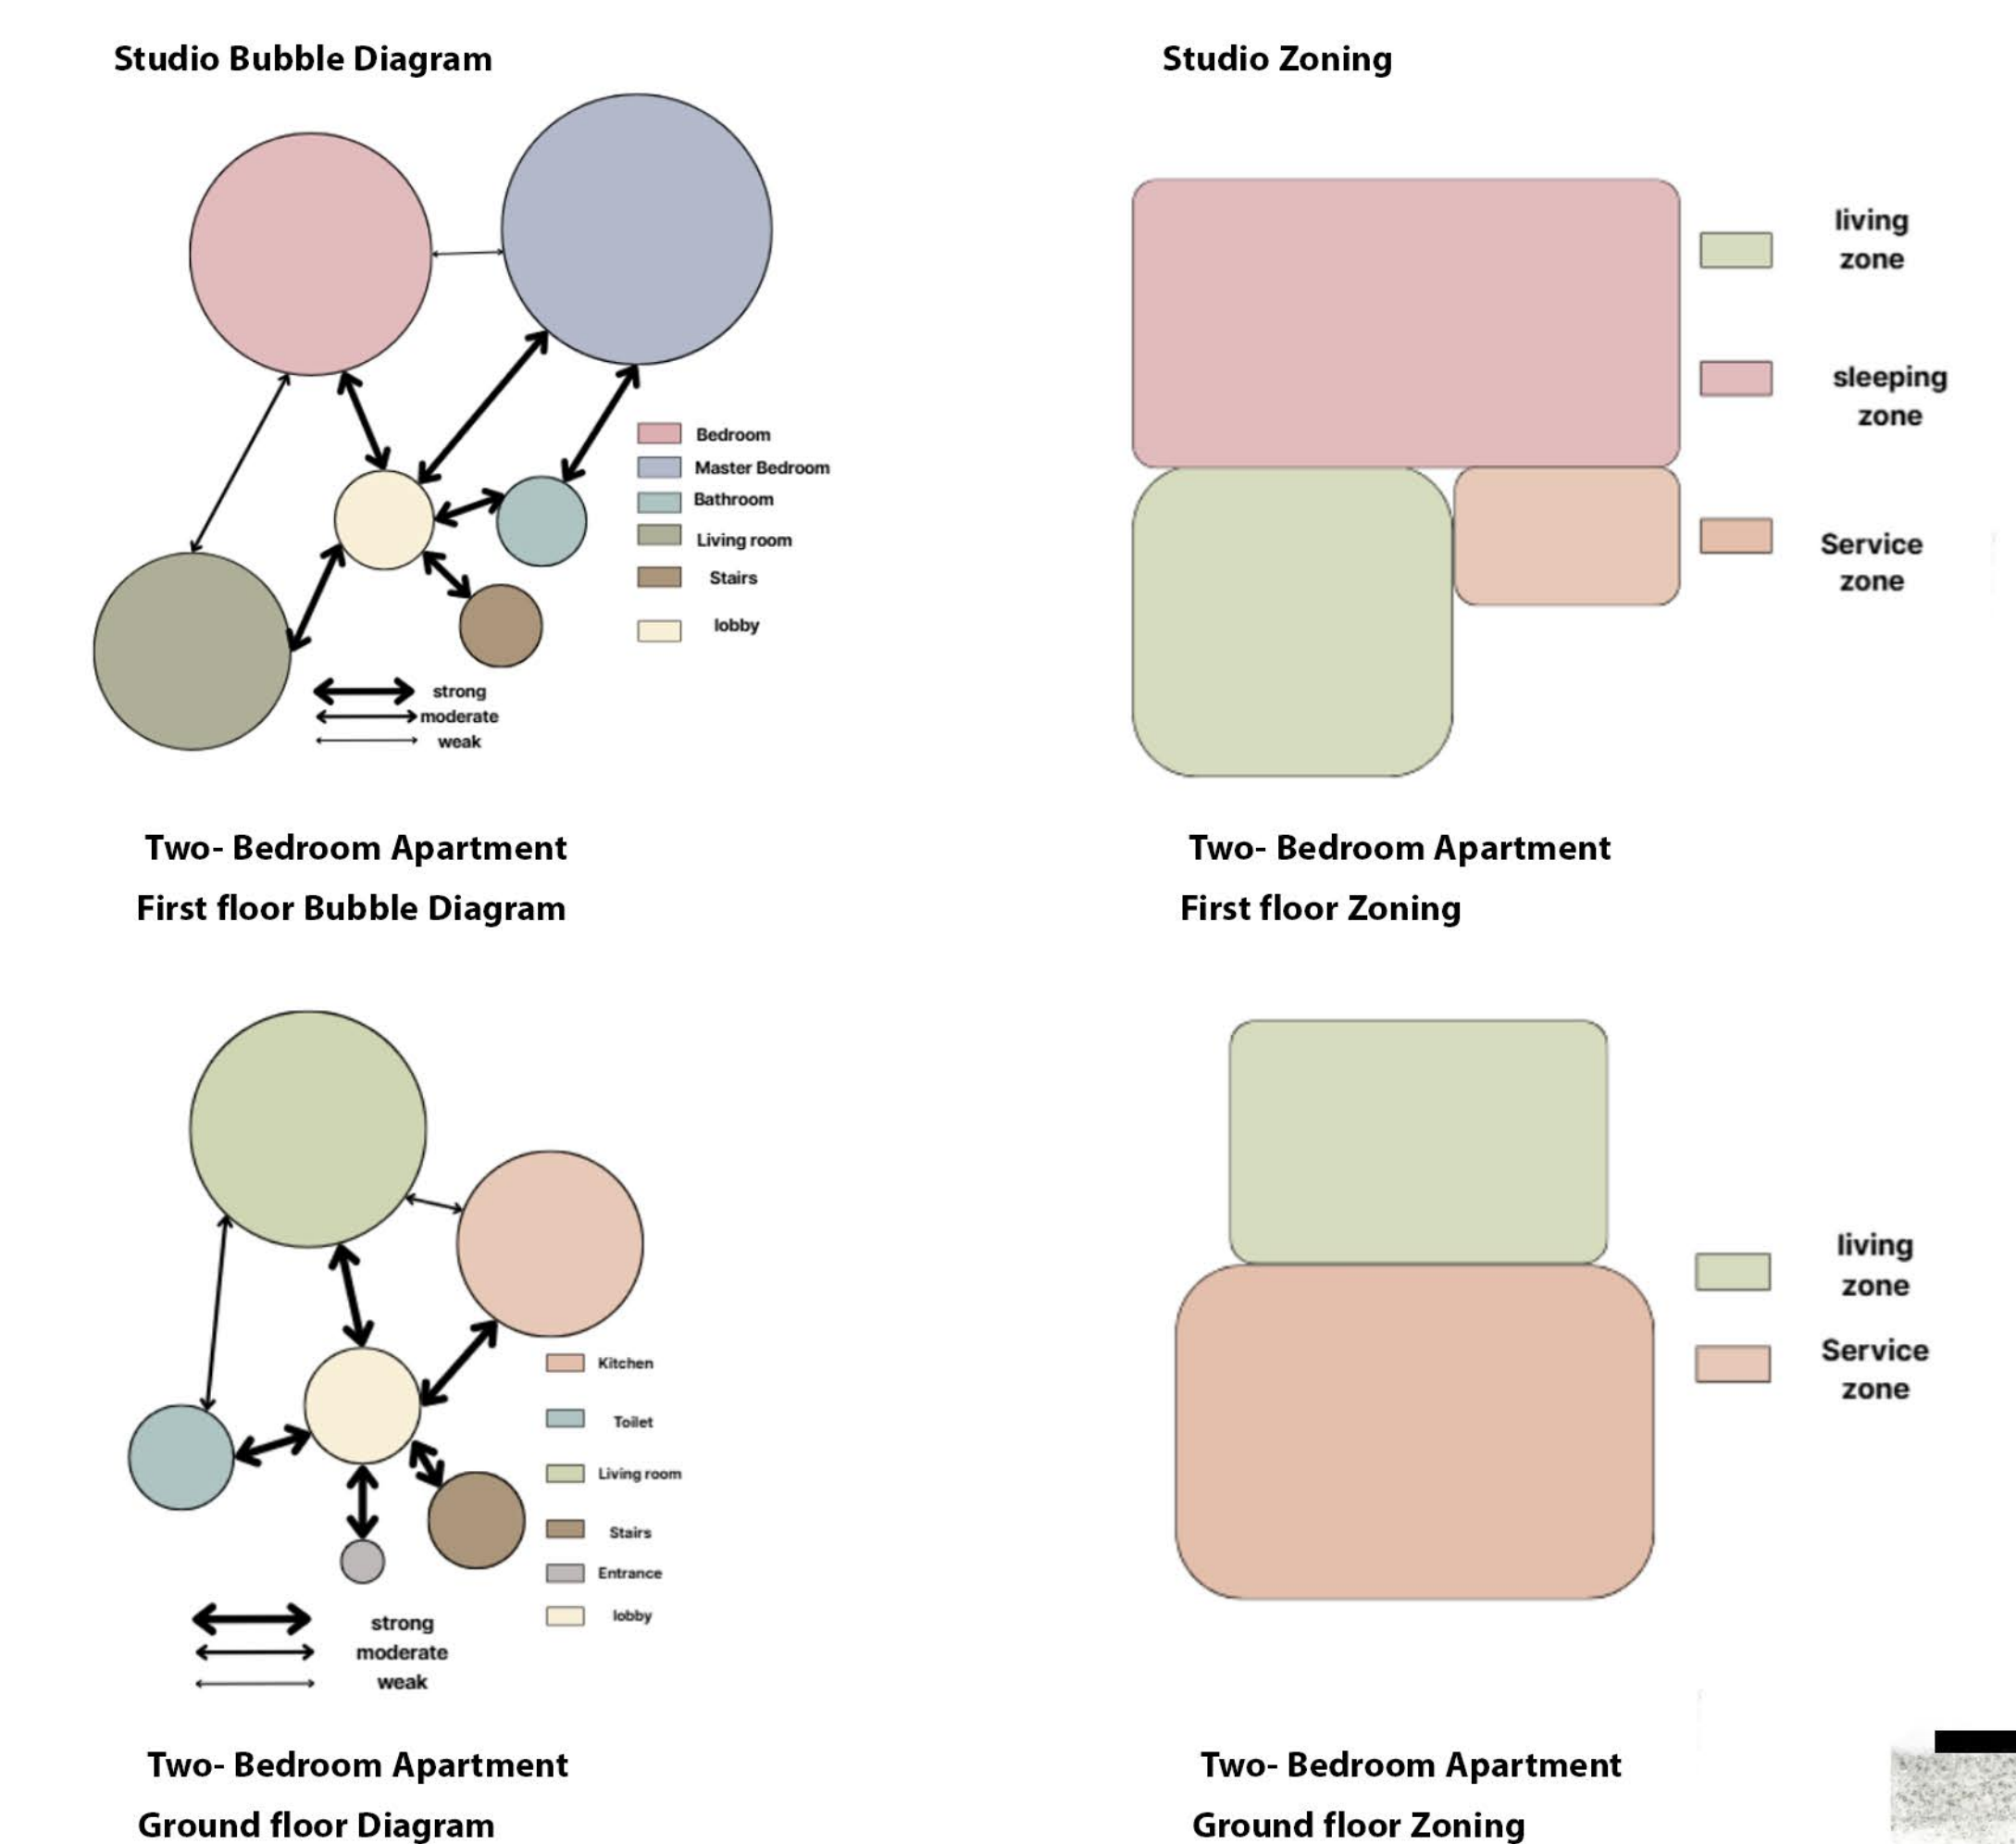 Studio Bubble Diagram
Studio Zoning
Bedroom
Master Bedroom
Bathroom
Living room
Stairs
lobby
strong
moderate
weak
living
zone
sleeping
zone
Service
zone
Two- Bedroom Apartment
First floor Bubble Diagram
Two- Bedroom Apartment
First floor Zoning
Kitchen
Toilet
Living room
Stairs
Entrance
lobby
strong
moderate
weak
living
zone
Service
zone
Two- Bedroom Apartment
Ground floor Diagram
Two- Bedroom Apartment
Ground floor Zoning